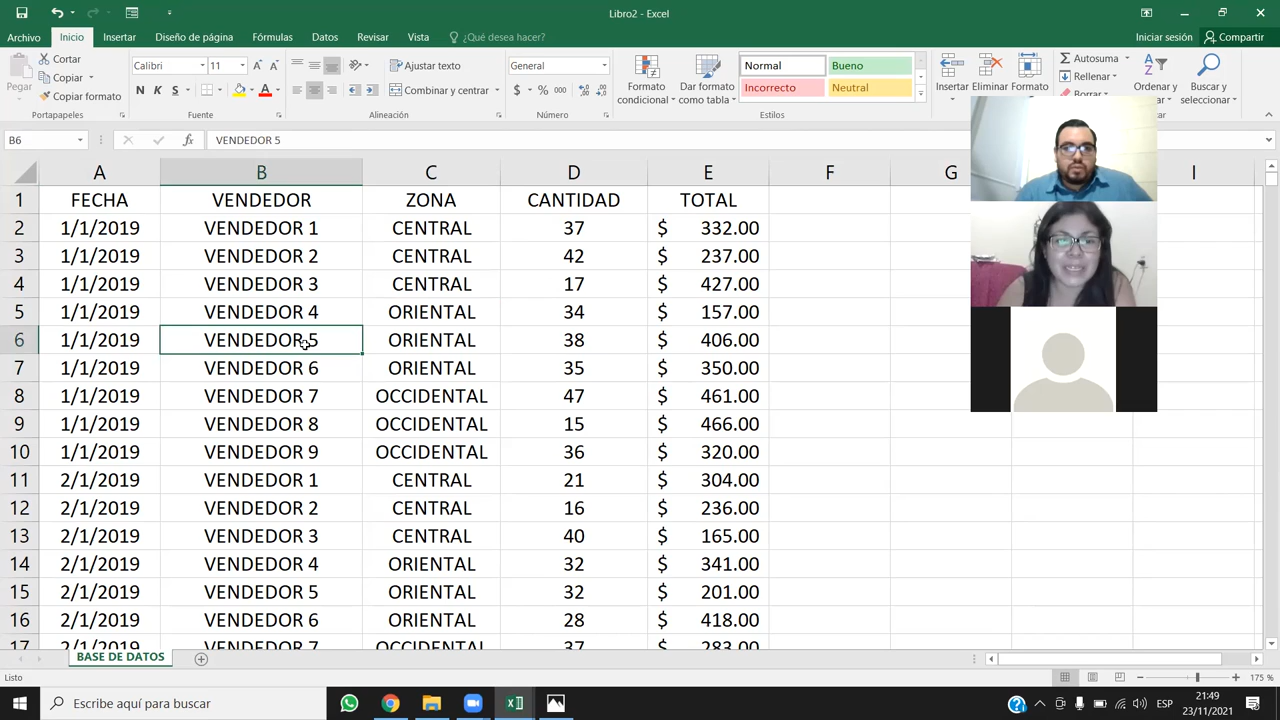 Libro2 - Excel
Archivo Inicio Insertar Diseño de página Fórmulas Datos Revisar Vista ¿Qué desea hacer? Iniciar sesión Compartir
Pegar
Cortar
Copiar
Copiar formato
Portapapeles
Calibri 11
N K S
Fuente
Ajustar texto
Combinar y centrar
Alineación
General
$ % 000
Número
Formato condicional
Dar formato como tabla
Normal Bueno
Incorrecto Neutral
Estilos
Insertar Eliminar Formato
Autosuma
Rellenar
Borrar
Ordenar y
Buscar y seleccionar
B6 fx VENDEDOR 5
A B C D E F G I
1 FECHA VENDEDOR ZONA CANTIDAD TOTAL
2 1/1/2019 VENDEDOR 1 CENTRAL 37 $ 332.00
3 1/1/2019 VENDEDOR 2 CENTRAL 42 $ 237.00
4 1/1/2019 VENDEDOR 3 CENTRAL 17 $ 427.00
5 1/1/2019 VENDEDOR 4 ORIENTAL 34 $ 157.00
6 1/1/2019 VENDEDOR 5 ORIENTAL 38 $ 406.00
7 1/1/2019 VENDEDOR 6 ORIENTAL 35 $ 350.00
8 1/1/2019 VENDEDOR 7 OCCIDENTAL 47 $ 461.00
9 1/1/2019 VENDEDOR 8 OCCIDENTAL 15 $ 466.00
10 1/1/2019 VENDEDOR 9 OCCIDENTAL 36 $ 320.00
11 2/1/2019 VENDEDOR 1 CENTRAL 21 $ 304.00
12 2/1/2019 VENDEDOR 2 CENTRAL 16 $ 236.00
13 2/1/2019 VENDEDOR 3 CENTRAL 40 $ 165.00
14 2/1/2019 VENDEDOR 4 ORIENTAL 32 $ 341.00
15 2/1/2019 VENDEDOR 5 ORIENTAL 32 $ 201.00
16 2/1/2019 VENDEDOR 6 ORIENTAL 28 $ 418.00
17 2/1/2019 VENDEDOR 7 OCCIDENTAL 37 $ 283.00
BASE DE DATOS
Listo 175 %
Escribe aquí para buscar
ESP
21:49
23/11/2021